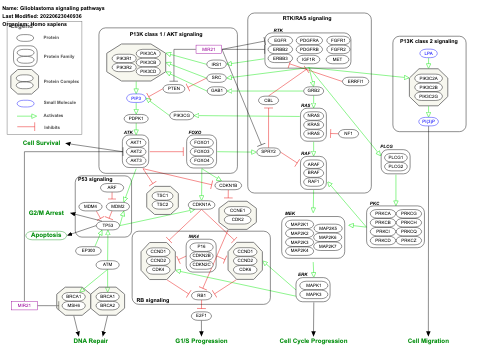 Name: Glioblastoma signaling pathways
Last Modified: 20220623040936
Organism: Homo sapiens
Protein
Protein Family
Protein Complex
Small Molecule
Activates
Inhibits
PI3K class 1 / AKT signaling
PIK3R1
PIK3R2
PIK3CA
PIK3CB
PIK3CD
MIR21
IRS1
SRC
GAB1
PTEN
PIP3
PIK3CG
PDPK1
AKT
AKT1
AKT2
AKT3
FOXO
FOXO1
FOXO3
FOXO4
RTK/RAS signaling
RTK
EGFR
ERBB2
ERBB3
PDGFRA
PDGFRB
IGF1R
FGFR1
FGFR2
MET
ERRFI1
GRB2
CBL
RAS
NRAS
KRAS
HRAS
NF1
SPRY2
RAF
ARAF
BRAF
RAF1
P13K class 2 signaling
LPA
PIK3C2A
PIK3C2B
PIK3C2G
PI(3)P
PLCG
PLCG1
PLCG2
PKC
PRKCA
PRKCB
PRKCI
PRKCD
PRKCG
PRKCH
PRKCQ
PRKCZ
MEK
MAP2K1
MAP2K2
MAP2K3
MAP2K4
MAP2K5
MAP2K6
MAP2K7
ERK
MAPK1
MAPK3
Cell Survival
P53 signaling
ARF
MDM4
MDM2
TP53
G2/M Arrest
Apoptosis
EP300
ATM
TSC1
TSC2
CDKN1B
CDKN1A
CCNE1
CDK2
RB signaling
CCND1
CCND2
CDK4
INK4
P16
CDKN2B
CDKN2C
CCND1
CCND2
CDK6
RB1
E2F1
MIR21
BRCA1
MSH6
BRCA1
BRCA2
DNA Repair
G1/S Progression
Cell Cycle Progression
Cell Migration